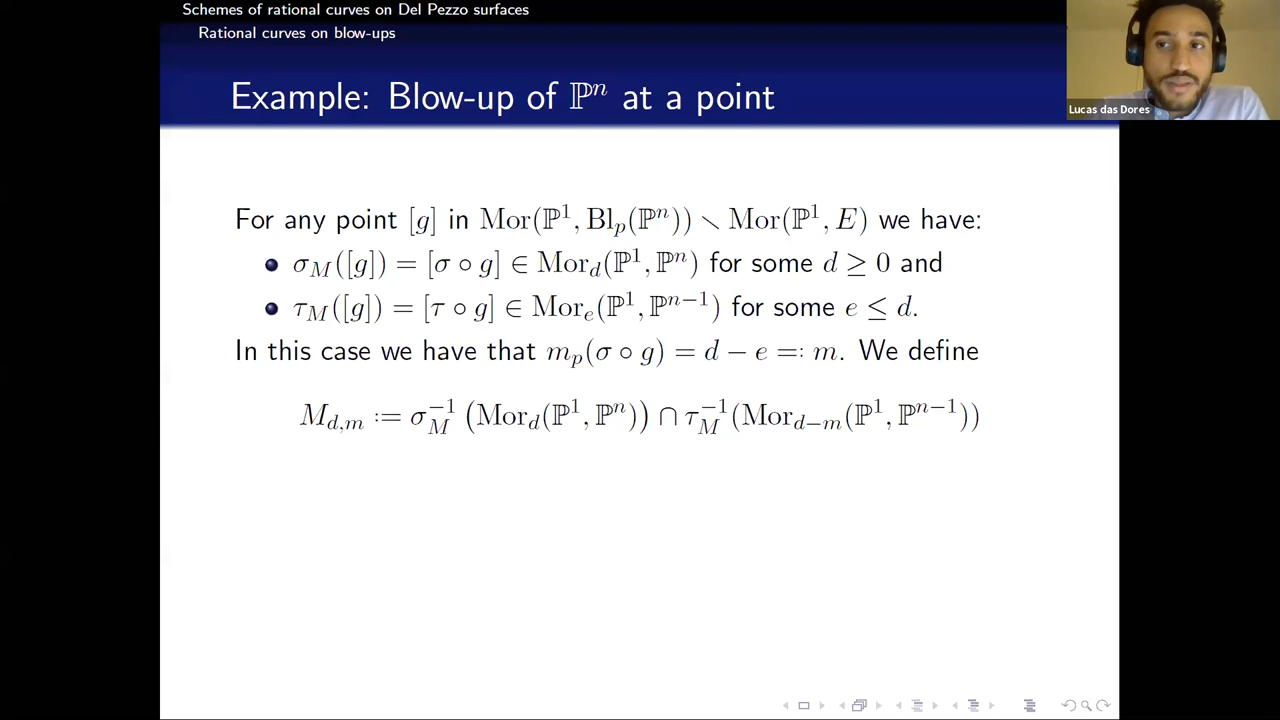 Schemes of rational curves on Del Pezzo surfaces
Rational curves on blow-ups
Example: Blow-up of ℙⁿ at a point
Lucas das Dores
For any point [g] in Mor(ℙ¹, Blₚ(ℙⁿ)) ∖ Mor(ℙ¹, E) we have:
σ_M([g]) = [σ ∘ g] ∈ Mor_d(ℙ¹, ℙⁿ) for some d ≥ 0 and
τ_M([g]) = [τ ∘ g] ∈ Mor_e(ℙ¹, ℙⁿ⁻¹) for some e ≤ d.
In this case we have that mₚ(σ ∘ g) = d − e =: m. We define
M_{d,m} := σ_M⁻¹ (Mor_d(ℙ¹, ℙⁿ)) ∩ τ_M⁻¹(Mor_{d−m}(ℙ¹, ℙⁿ⁻¹))